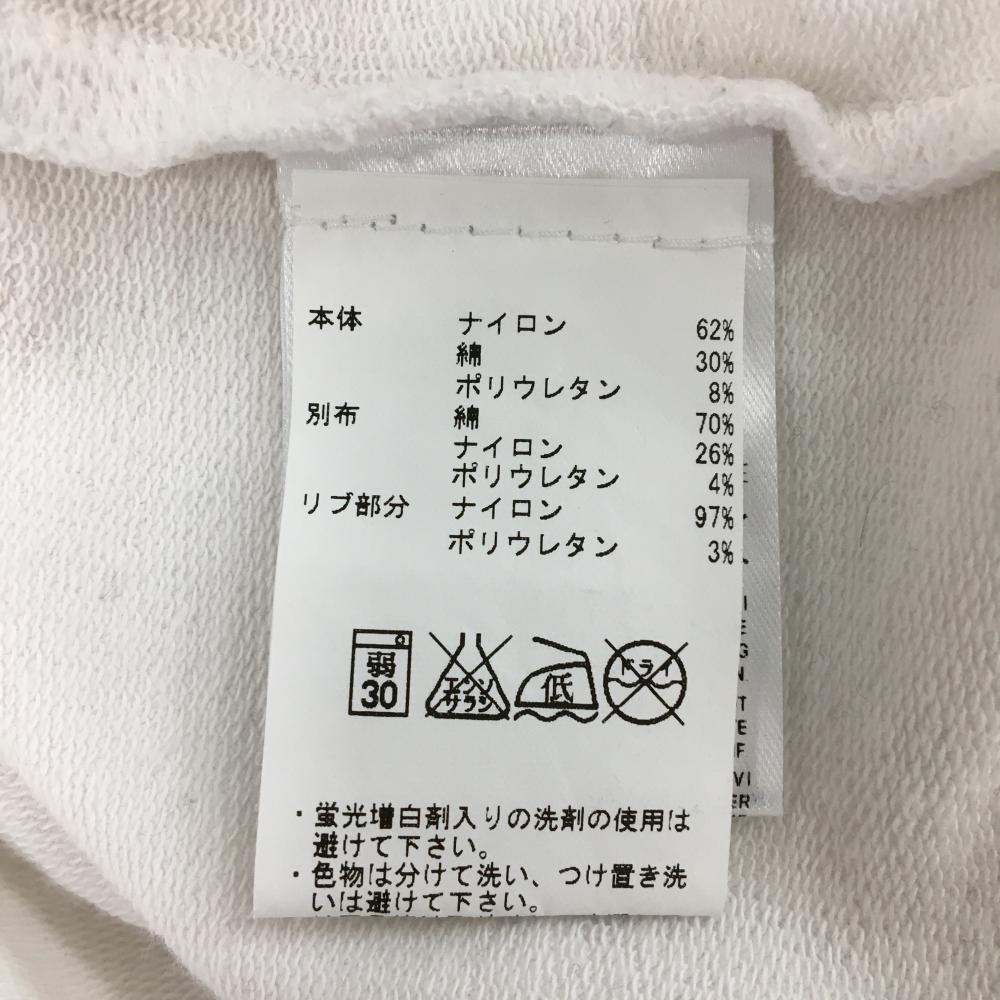 本体 ナイロン 62%
綿 30%
ポリウレタン 8%
別布 綿 70%
ナイロン 26%
ポリウレタン 4%
リブ部分 ナイロン 97%
ポリウレタン 3%
弱
30
エンソ
サラシ
低
ドライ
・蛍光増白剤入りの洗剤の使用は
避けて下さい。
・色物は分けて洗い、つけ置き洗
いは避けて下さい。